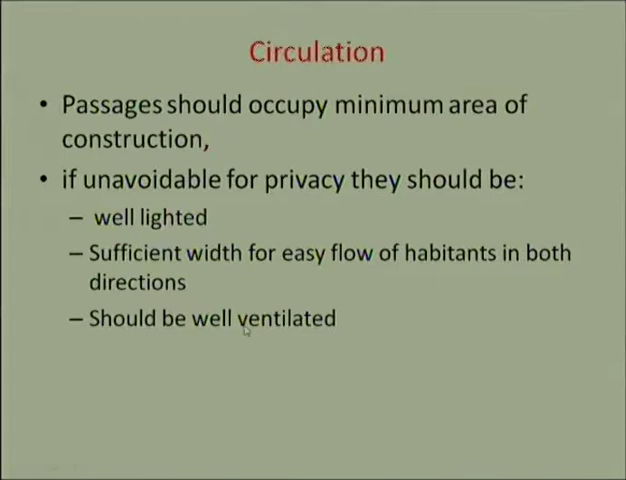 Circulation
• Passages should occupy minimum area of
construction,
• if unavoidable for privacy they should be:
– well lighted
– Sufficient width for easy flow of habitants in both
directions
– Should be well ventilated